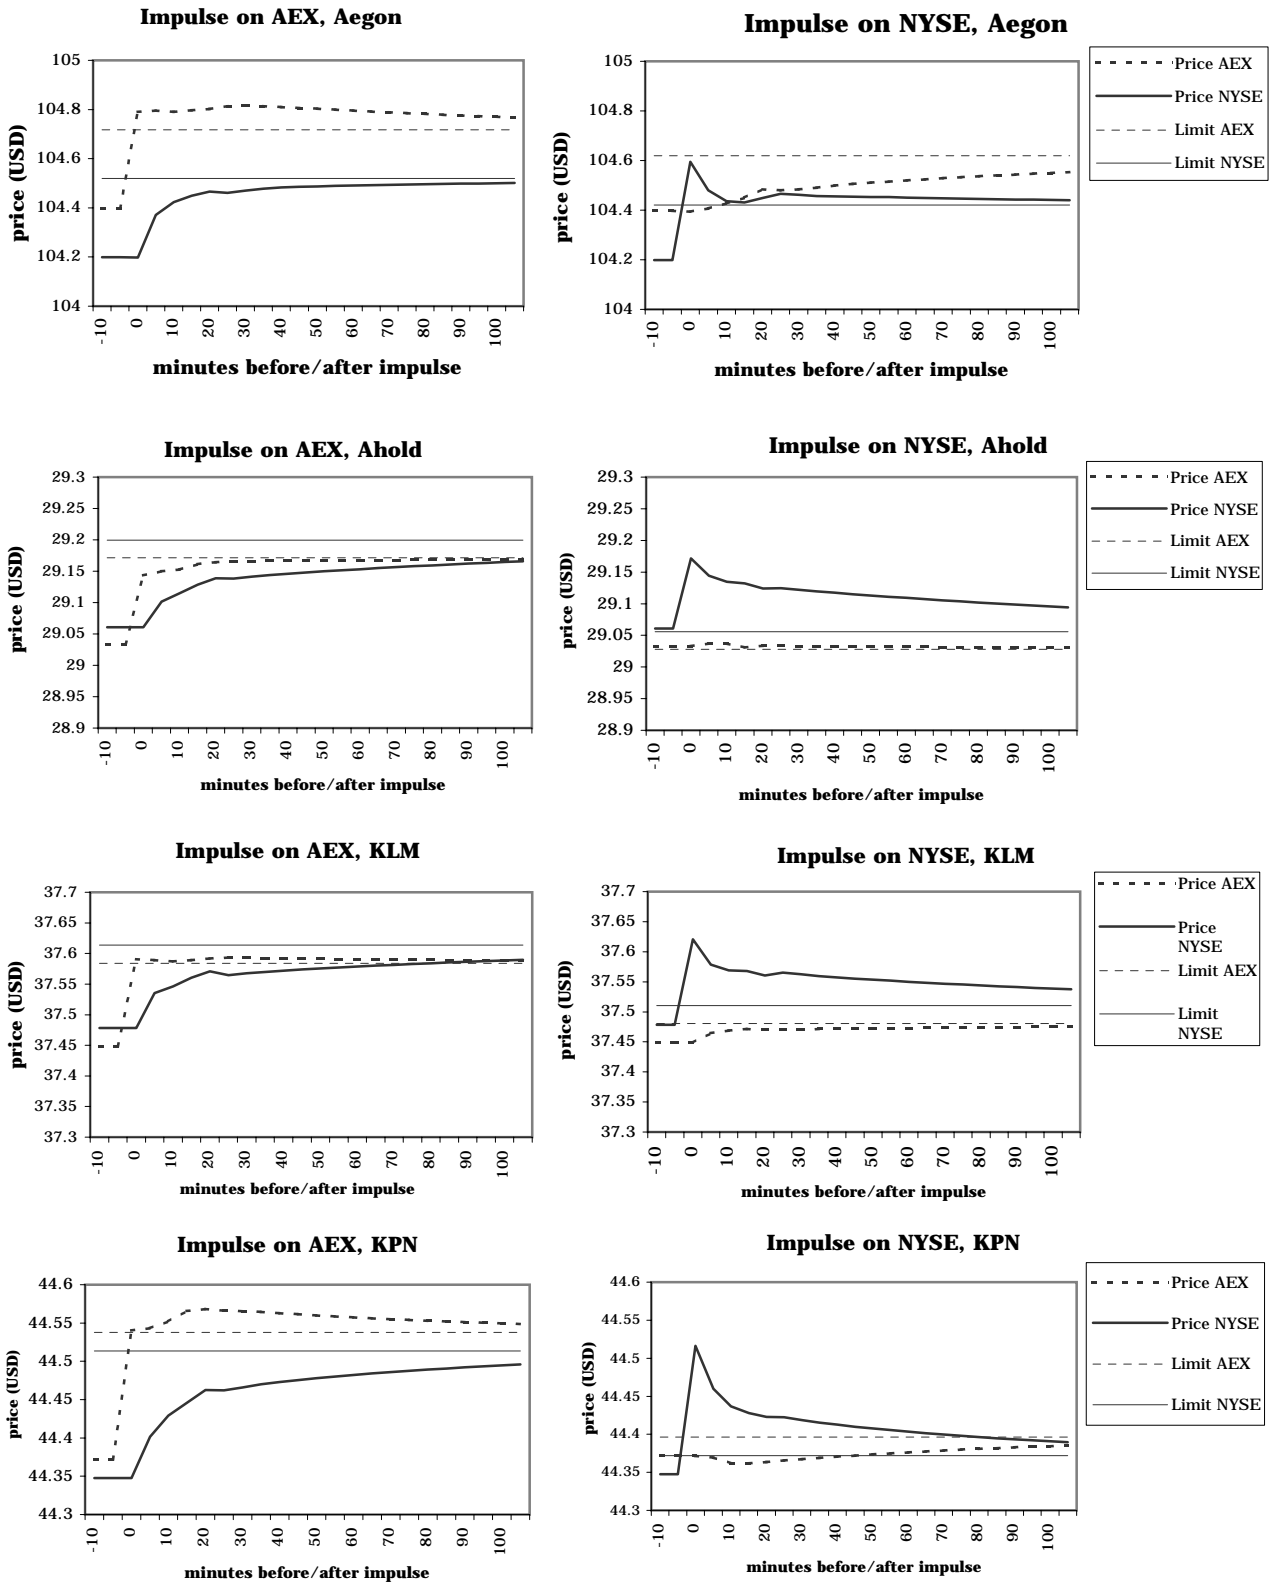 Impulse on AEX, Aegon
105
104.8
104.6
104.4
104.2
104
price (USD)
-10 0 10 20 30 40 50 60 70 80 90 100
minutes before/after impulse
Impulse on NYSE, Aegon
105
104.8
104.6
104.4
104.2
104
price (USD)
-10 0 10 20 30 40 50 60 70 80 90 100
minutes before/after impulse
Price AEX
Price NYSE
Limit AEX
Limit NYSE
Impulse on AEX, Ahold
29.3
29.25
29.2
29.15
29.1
29.05
29
28.95
28.9
price (USD)
-10 0 10 20 30 40 50 60 70 80 90 100
minutes before/after impulse
Impulse on NYSE, Ahold
29.3
29.25
29.2
29.15
29.1
29.05
29
28.95
28.9
price (USD)
-10 0 10 20 30 40 50 60 70 80 90 100
minutes before/after impulse
Price AEX
Price NYSE
Limit AEX
Limit NYSE
Impulse on AEX, KLM
37.7
37.65
37.6
37.55
37.5
37.45
37.4
37.35
37.3
price (USD)
-10 0 10 20 30 40 50 60 70 80 90 100
minutes before/after impulse
Impulse on NYSE, KLM
37.7
37.65
37.6
37.55
37.5
37.45
37.4
37.35
37.3
price (USD)
-10 0 10 20 30 40 50 60 70 80 90 100
minutes before/after impulse
Price AEX
Price
NYSE
Limit AEX
Limit
NYSE
Impulse on AEX, KPN
44.6
44.55
44.5
44.45
44.4
44.35
44.3
price (USD)
-10 0 10 20 30 40 50 60 70 80 90 100
minutes before/after impulse
Impulse on NYSE, KPN
44.6
44.55
44.5
44.45
44.4
44.35
44.3
price (USD)
-10 0 10 20 30 40 50 60 70 80 90 100
minutes before/after impulse
Price AEX
Price NYSE
Limit AEX
Limit NYSE